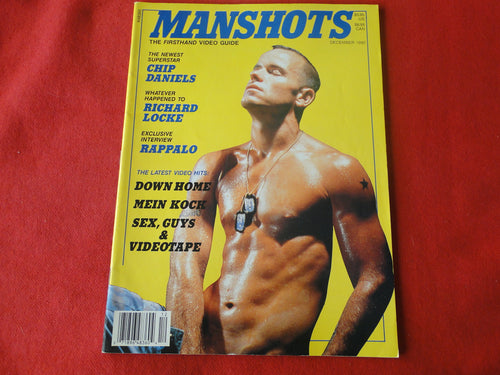 MANSHOTS
THE FIRSTHAND VIDEO GUIDE
DECEMBER 1990
THE NEWEST
SUPERSTAR
CHIP
DANIELS
WHATEVER
HAPPENED TO
RICHARD
LOCKE
EXCLUSIVE
INTERVIEW
RAPPALO
THE LATEST VIDEO HITS:
DOWN HOME
MEIN KOCK
SEX, GUYS
&
VIDEOTAPE